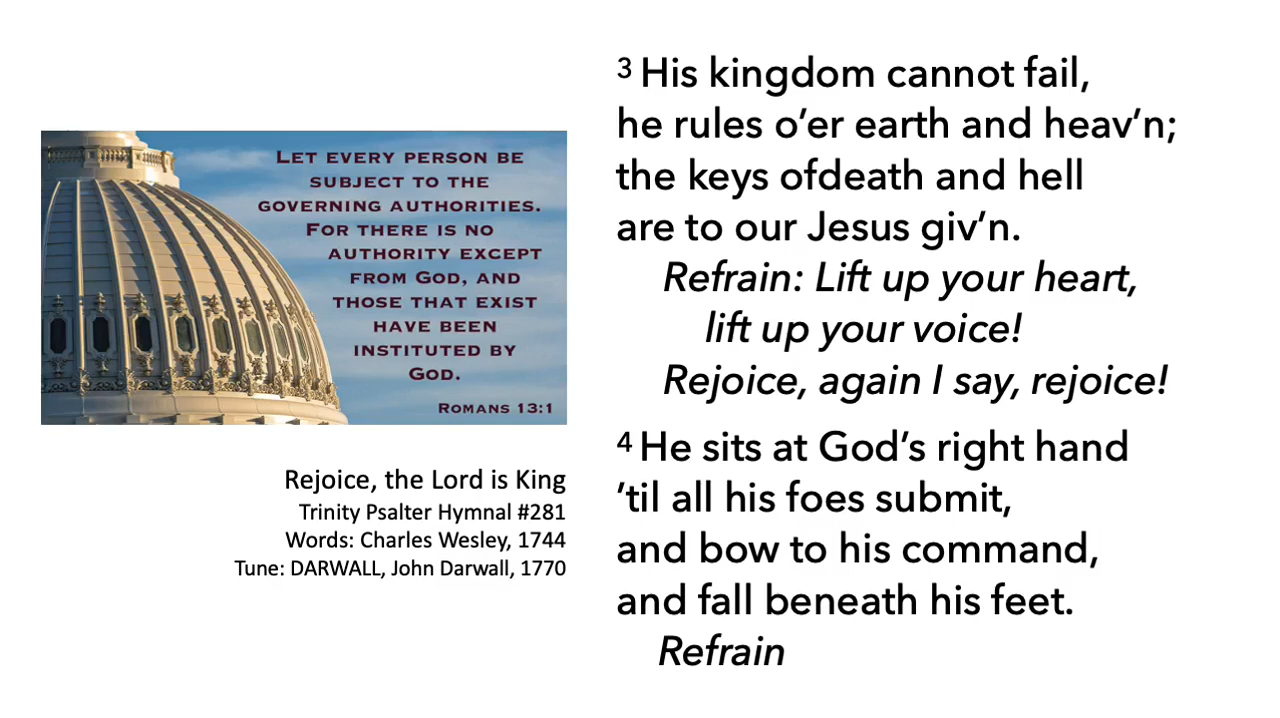 LET EVERY PERSON BE
SUBJECT TO THE
GOVERNING AUTHORITIES.
FOR THERE IS NO
AUTHORITY EXCEPT
FROM GOD, AND
THOSE THAT EXIST
HAVE BEEN
INSTITUTED BY
GOD.
ROMANS 13:1
Rejoice, the Lord is King
Trinity Psalter Hymnal #281
Words: Charles Wesley, 1744
Tune: DARWALL, John Darwall, 1770
3 His kingdom cannot fail,
he rules o’er earth and heav’n;
the keys ofdeath and hell
are to our Jesus giv’n.
Refrain: Lift up your heart,
lift up your voice!
Rejoice, again I say, rejoice!
4 He sits at God’s right hand
’til all his foes submit,
and bow to his command,
and fall beneath his feet.
Refrain